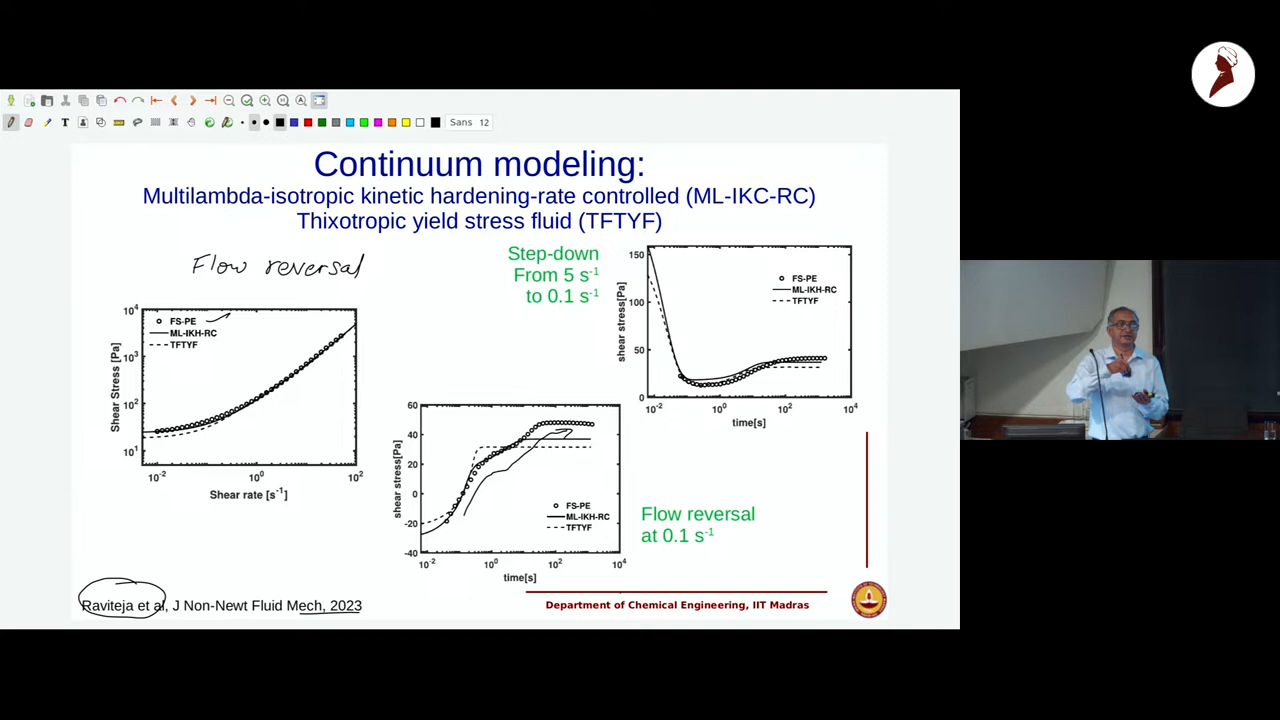 Sans 12
Continuum modeling:
Multilambda-isotropic kinetic hardening-rate controlled (ML-IKC-RC)
Thixotropic yield stress fluid (TFTYF)
Flow reversal
Step-down
From 5 s-1
to 0.1 s-1
150
100
50
0
shear stress[Pa]
FS-PE
ML-IKH-RC
TFTYF
10-2 100 102 104
time[s]
104
103
102
101
Shear Stress [Pa]
FS-PE
ML-IKH-RC
TFTYF
10-2 100 102
Shear rate [s-1]
60
40
20
0
-20
-40
shear stress[Pa]
FS-PE
ML-IKH-RC
TFTYF
10-2 100 102 104
time[s]
Flow reversal
at 0.1 s-1
Raviteja et al, J Non-Newt Fluid Mech, 2023
Department of Chemical Engineering, IIT Madras